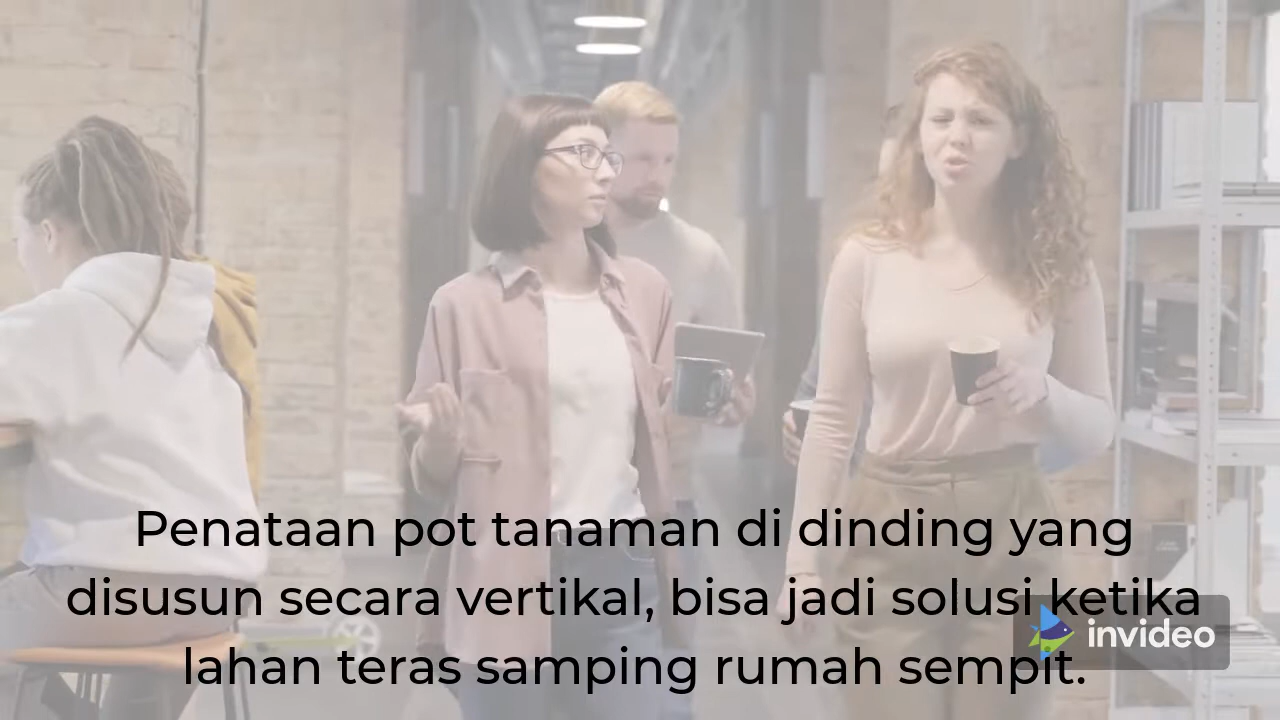 Penataan pot tanaman di dinding yang
disusun secara vertikal, bisa jadi solusi ketika
lahan teras samping rumah sempit.
invideo